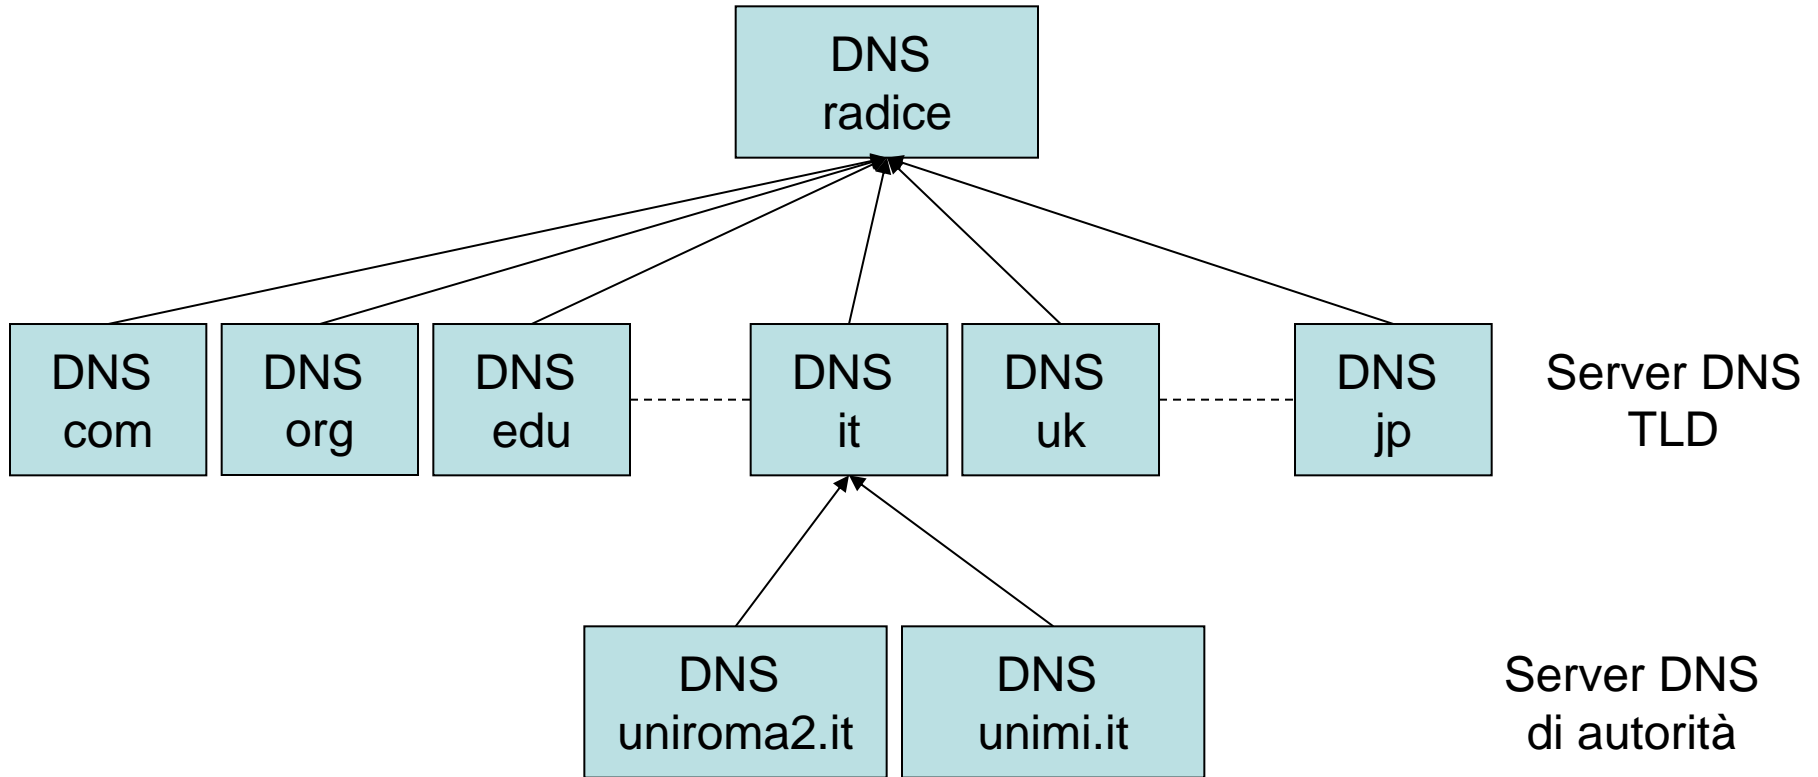 DNS
radice
DNS
com
DNS
org
DNS
edu
DNS
it
DNS
uk
DNS
jp
Server DNS
TLD
DNS
uniroma2.it
DNS
unimi.it
Server DNS
di autorità